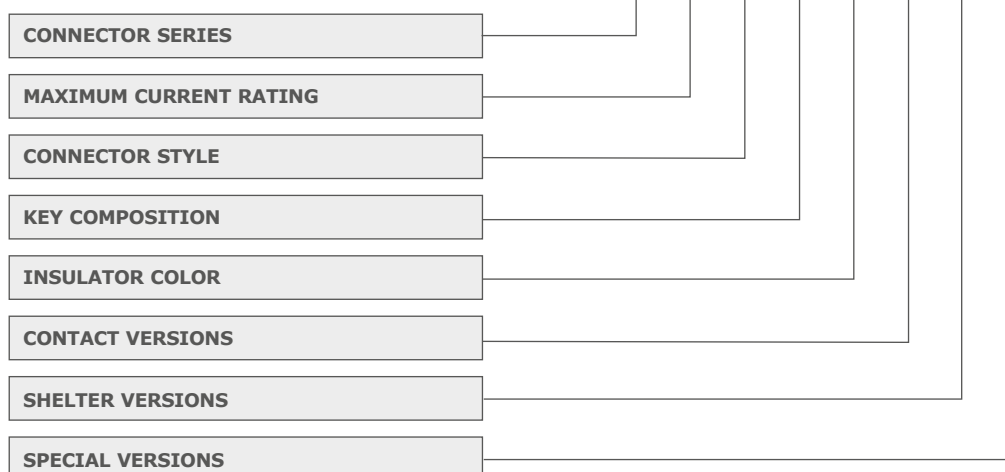 CONNECTOR SERIES
MAXIMUM CURRENT RATING
CONNECTOR STYLE
KEY COMPOSITION
INSULATOR COLOR
CONTACT VERSIONS
SHELTER VERSIONS
SPECIAL VERSIONS